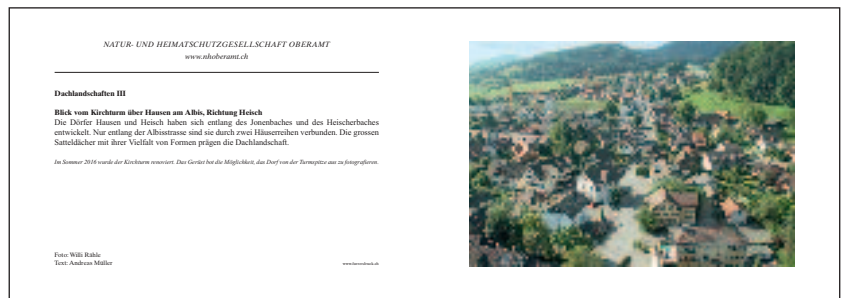 NATUR- UND HEIMATSCHUTZGESELLSCHAFT OBERAMT
www.nhoberamt.ch
Dachlandschaften III
Blick vom Kirchturm über Hausen am Albis, Richtung Heisch
Die Dörfer Hausen und Heisch haben sich entlang des Jonenbaches und des Heischerbaches
entwickelt. Nur entlang der Albisstrasse sind sie durch zwei Häuserreihen verbunden. Die grossen
Satteldächer mit ihrer Vielfalt von Formen prägen die Dachlandschaft.
Im Sommer 2016 wurde der Kirchturm renoviert. Das Gerüst bot die Möglichkeit, das Dorf von der Turmspitze aus zu fotografieren.
Foto: Willi Rähle
Text: Andreas Müller